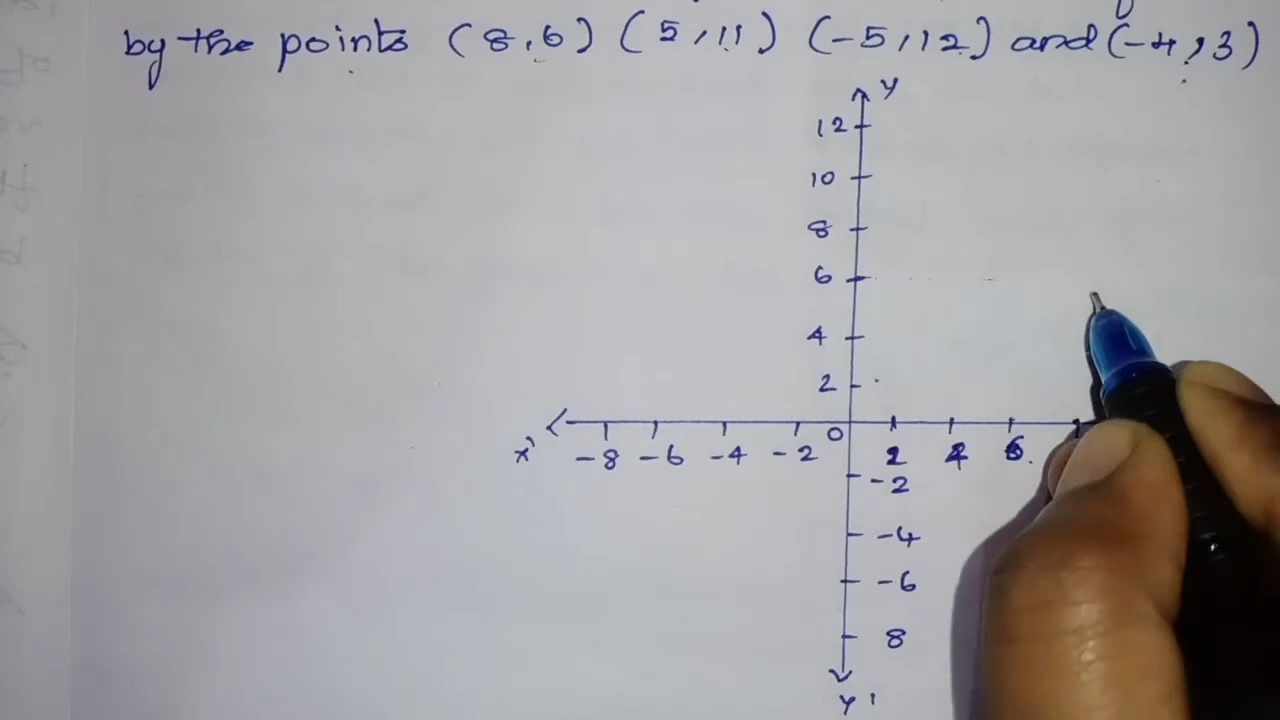 by the points (8,6) (5,11) (-5,12) and (-4,3)
y
12
10
8
6
4
2
x' -8 -6 -4 -2 0 2 4 6
-2
-4
-6
8
y'